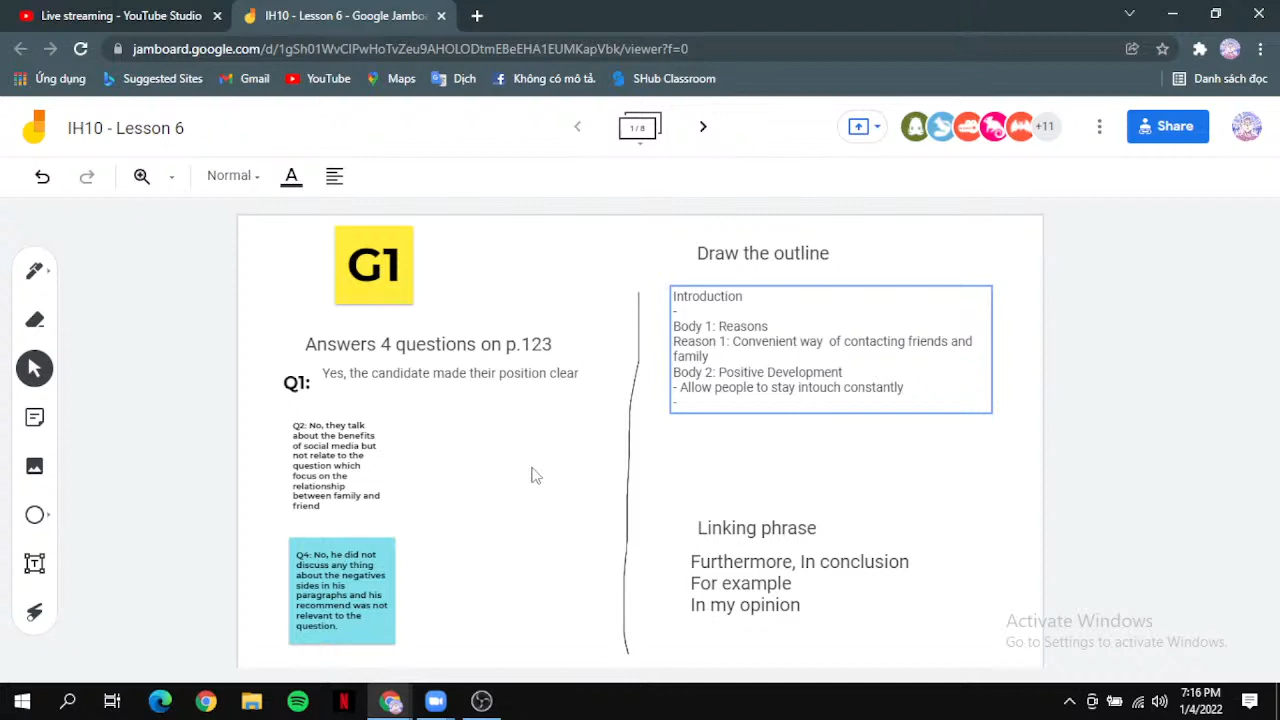 Live streaming - YouTube Studio
IH10 - Lesson 6 - Google Jamboa
jamboard.google.com/d/1gSh01WvClPwHoTvZeu9AHOLODtmEBeEHA1EUMKapVbk/viewer?f=0
Ứng dụng
Suggested Sites
Gmail
YouTube
Maps
Dịch
Không có mô tả.
SHub Classroom
Danh sách đọc
IH10 - Lesson 6
1 / 8
+11
Share
Normal
A
G1
Answers 4 questions on p.123
Q1:
Yes, the candidate made their position clear
Q2: No, they talk
about the benefits
of social media but
not relate to the
question which
focus on the
relationship
between family and
friend
Q4: No, he did not
discuss any thing
about the negatives
sides in his
paragraphs and his
recommend was not
relevant to the
question.
Draw the outline
Introduction
-
Body 1: Reasons
Reason 1: Convenient way  of contacting friends and
family
Body 2: Positive Development
- Allow people to stay intouch constantly
-
Linking phrase
Furthermore, In conclusion
For example
In my opinion
Activate Windows
Go to Settings to activate Windows.
7:16 PM
1/4/2022